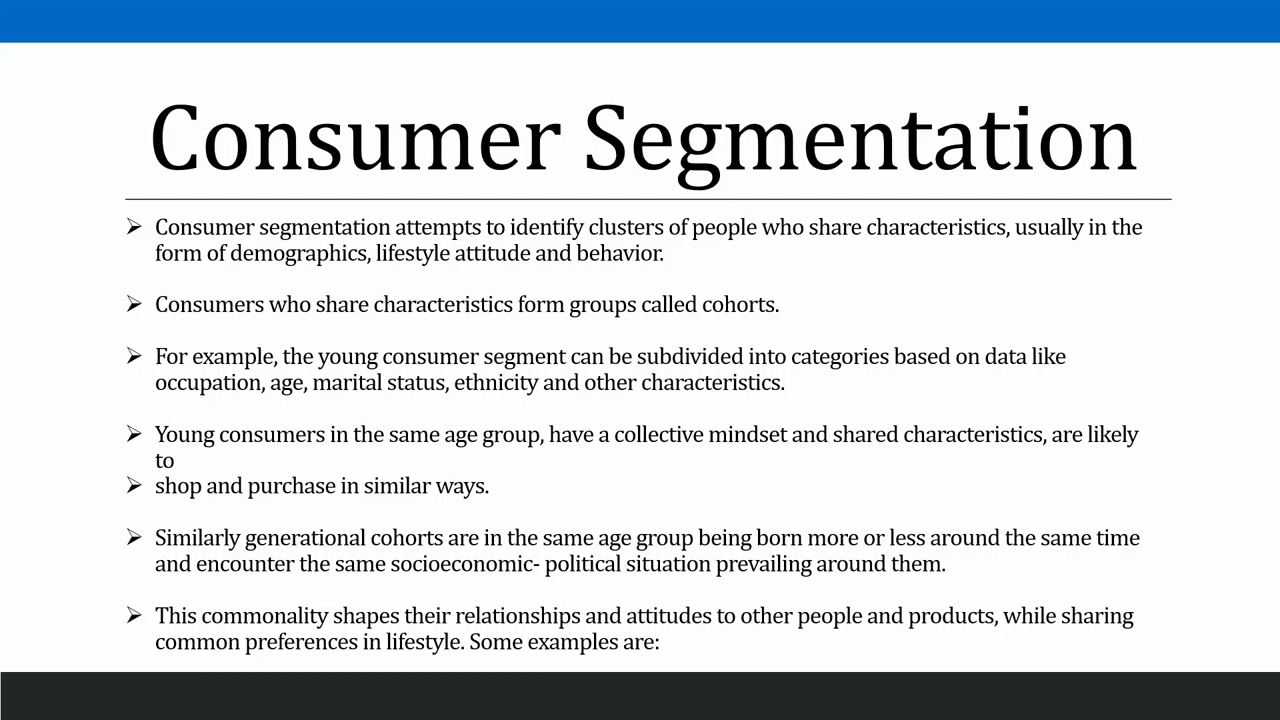 Consumer Segmentation
➢ Consumer segmentation attempts to identify clusters of people who share characteristics, usually in the
form of demographics, lifestyle attitude and behavior.
➢ Consumers who share characteristics form groups called cohorts.
➢ For example, the young consumer segment can be subdivided into categories based on data like
occupation, age, marital status, ethnicity and other characteristics.
➢ Young consumers in the same age group, have a collective mindset and shared characteristics, are likely
to
➢ shop and purchase in similar ways.
➢ Similarly generational cohorts are in the same age group being born more or less around the same time
and encounter the same socioeconomic- political situation prevailing around them.
➢ This commonality shapes their relationships and attitudes to other people and products, while sharing
common preferences in lifestyle. Some examples are: